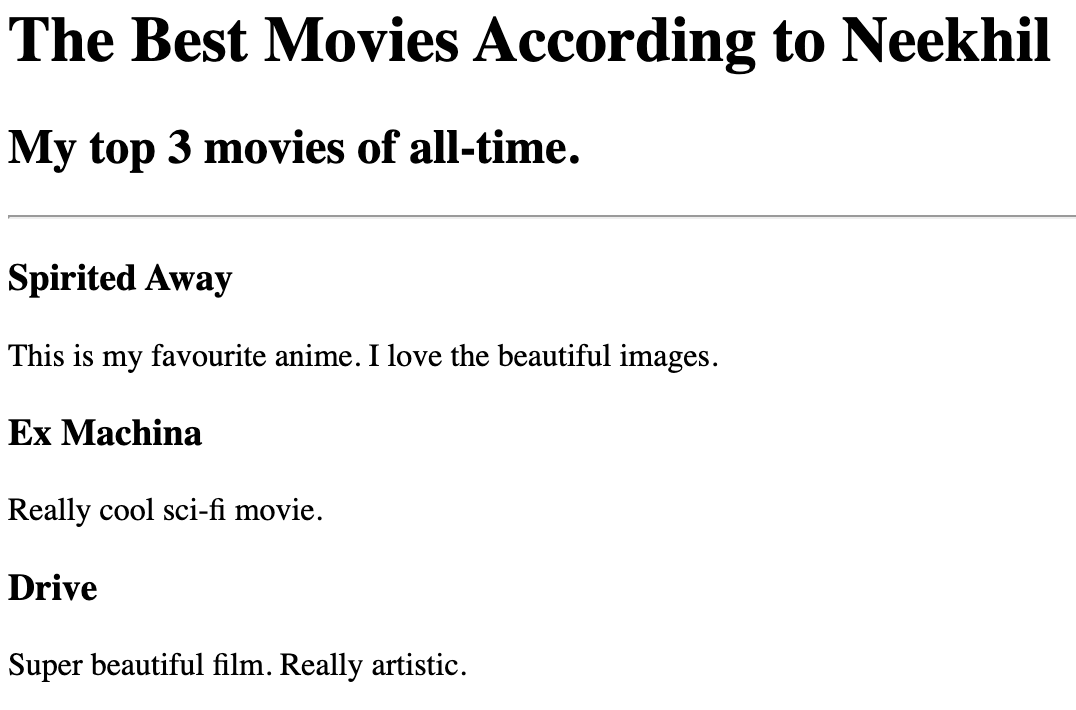 The Best Movies According to Neekhil
My top 3 movies of all-time.
Spirited Away
This is my favourite anime. I love the beautiful images.
Ex Machina
Really cool sci-fi movie.
Drive
Super beautiful film. Really artistic.